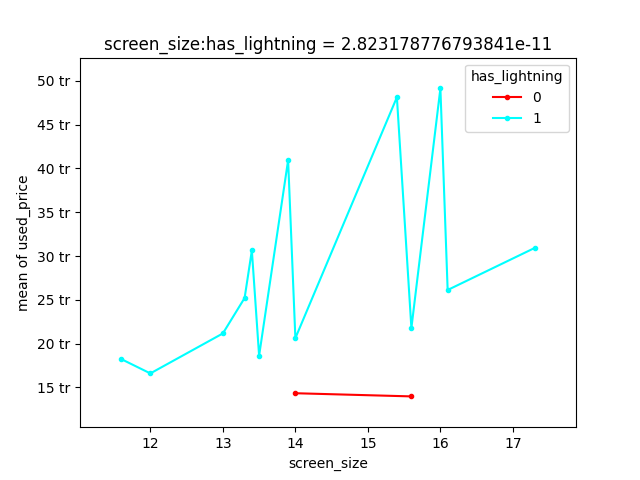 screen_size:has_lightning = 2.823178776793841e-11
has_lightning
0
1
50 tr
45 tr
40 tr
35 tr
30 tr
25 tr
20 tr
15 tr
mean of used_price
12 13 14 15 16 17
screen_size